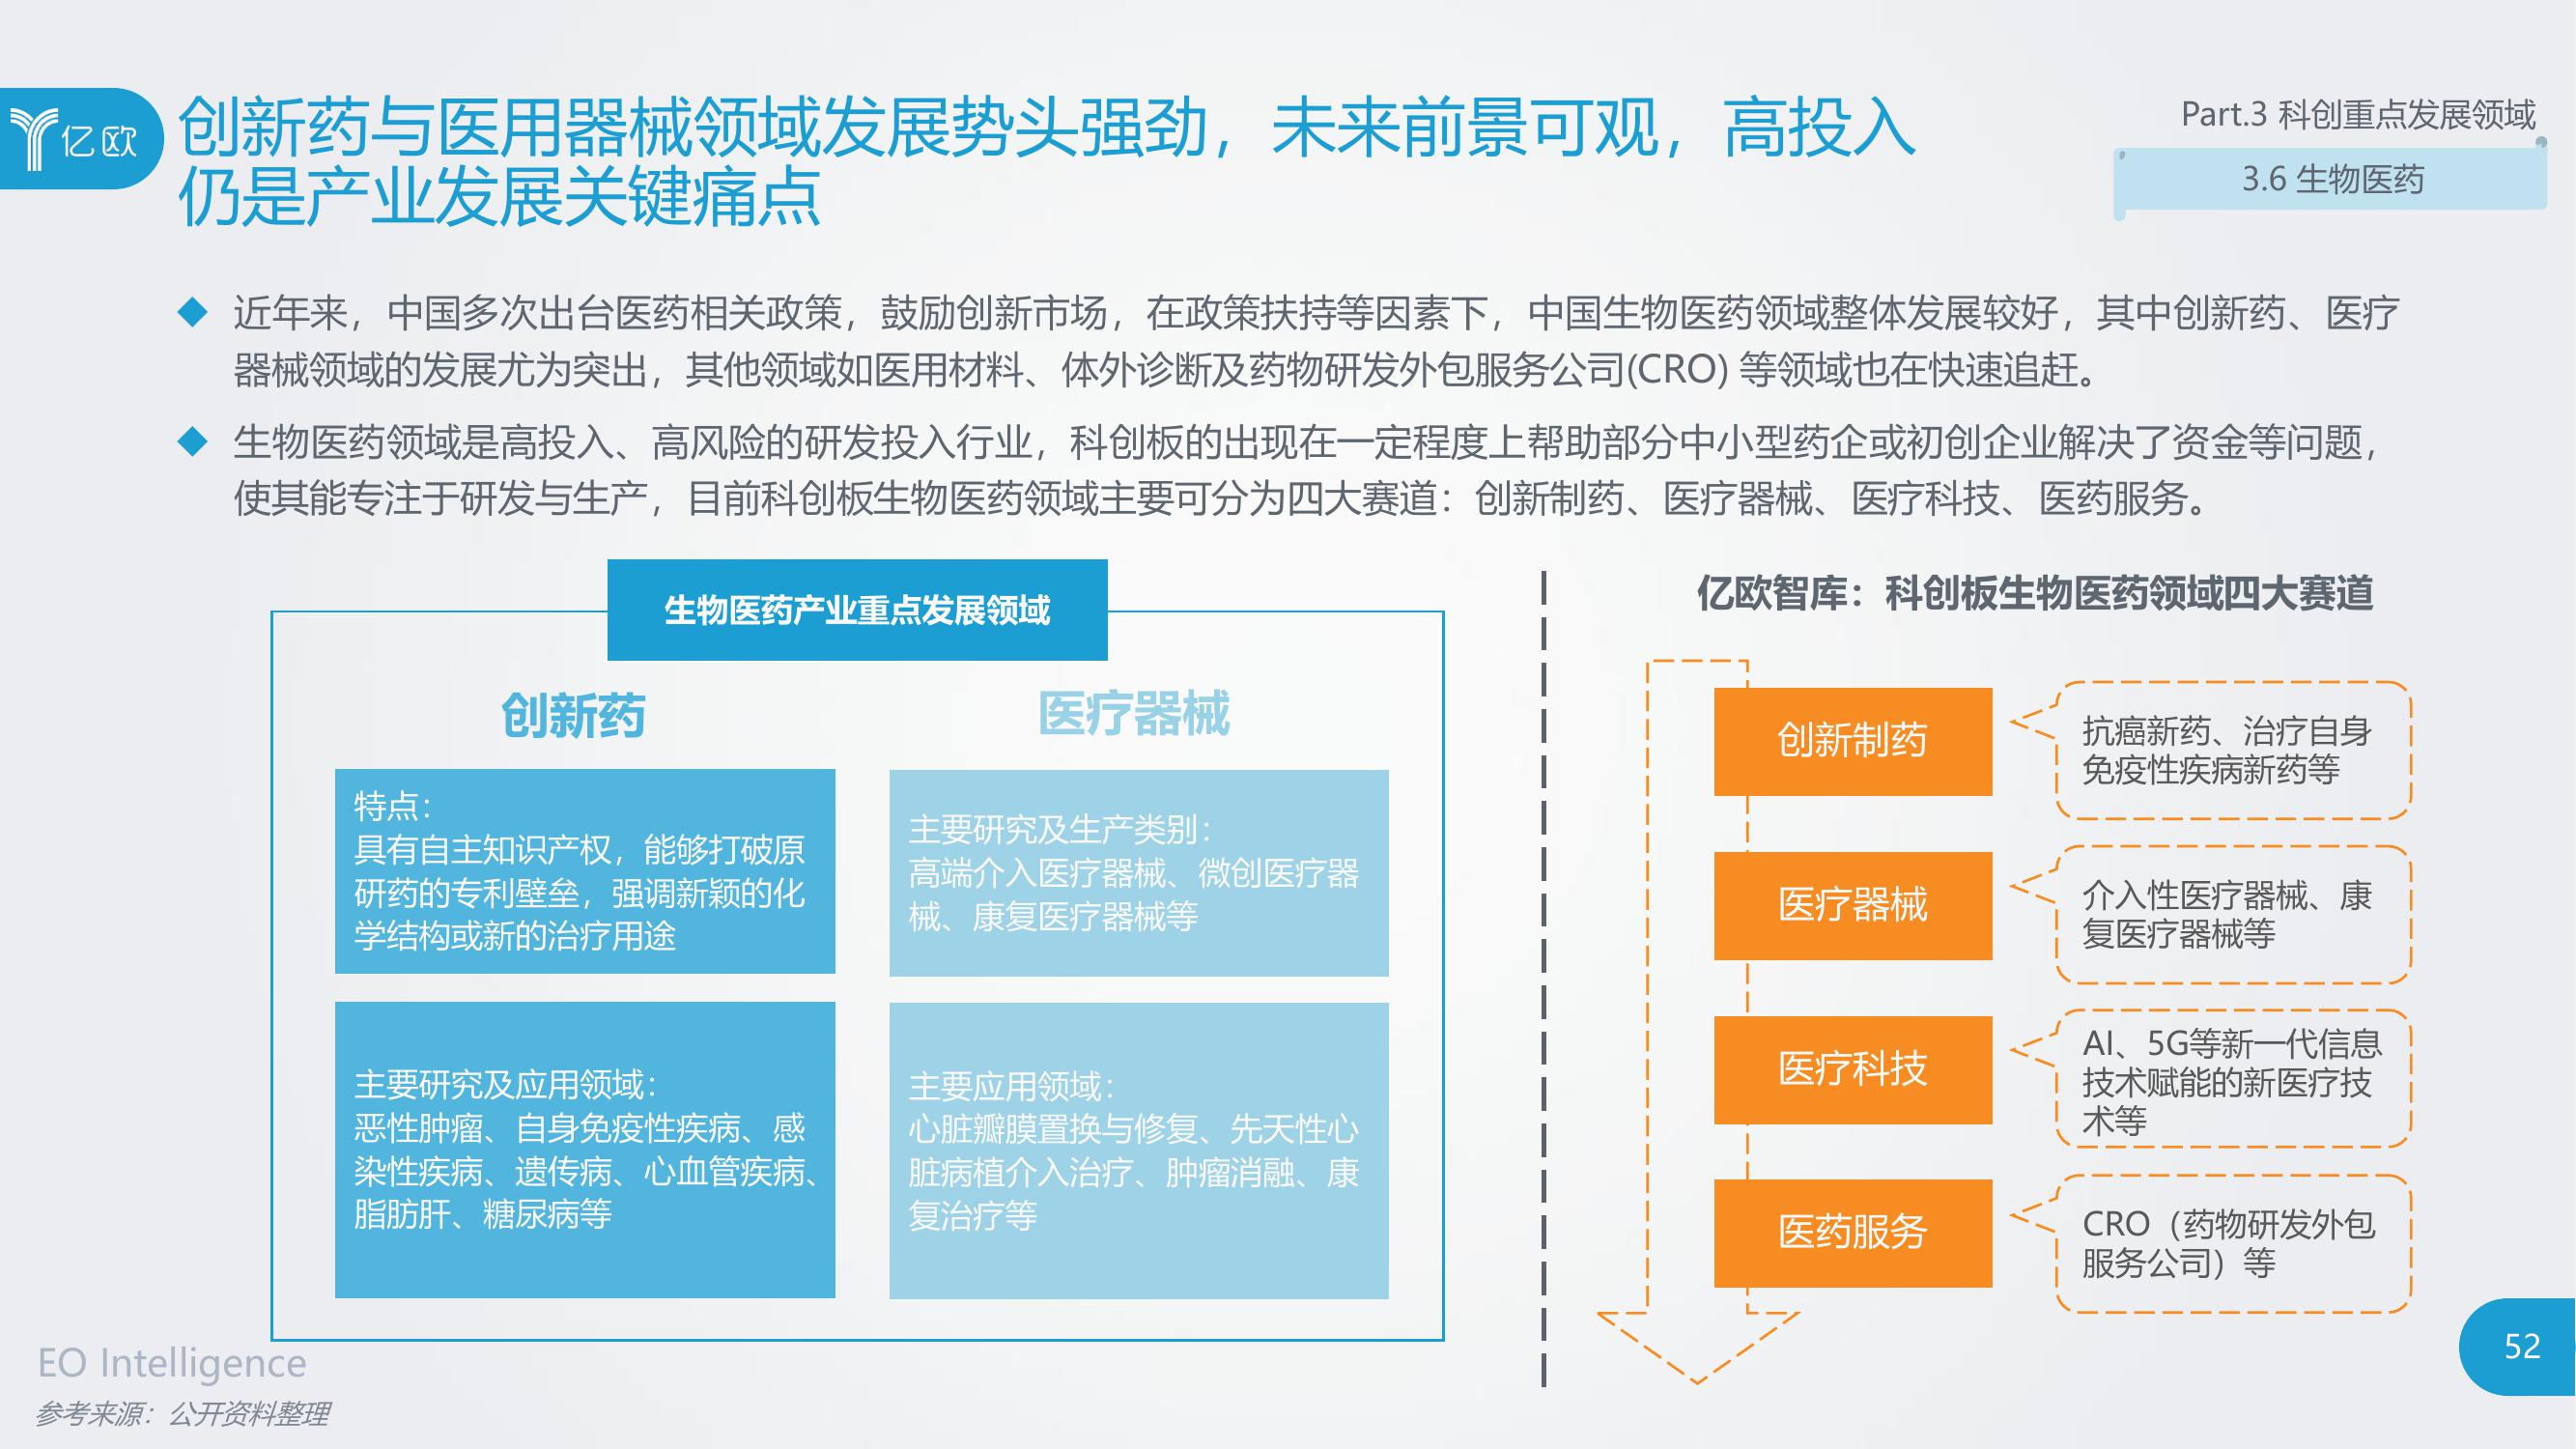 亿欧
创新药与医用器械领域发展势头强劲，未来前景可观，高投入
仍是产业发展关键痛点
Part.3 科创重点发展领域
3.6 生物医药
近年来，中国多次出台医药相关政策，鼓励创新市场，在政策扶持等因素下，中国生物医药领域整体发展较好，其中创新药、医疗
器械领域的发展尤为突出，其他领域如医用材料、体外诊断及药物研发外包服务公司(CRO) 等领域也在快速追赶。
生物医药领域是高投入、高风险的研发投入行业，科创板的出现在一定程度上帮助部分中小型药企或初创企业解决了资金等问题，
使其能专注于研发与生产，目前科创板生物医药领域主要可分为四大赛道：创新制药、医疗器械、医疗科技、医药服务。
生物医药产业重点发展领域
创新药
特点：
具有自主知识产权，能够打破原
研药的专利壁垒，强调新颖的化
学结构或新的治疗用途
主要研究及应用领域：
恶性肿瘤、自身免疫性疾病、感
染性疾病、遗传病、心血管疾病、
脂肪肝、糖尿病等
医疗器械
主要研究及生产类别：
高端介入医疗器械、微创医疗器
械、康复医疗器械等
主要应用领域：
心脏瓣膜置换与修复、先天性心
脏病植介入治疗、肿瘤消融、康
复治疗等
亿欧智库：科创板生物医药领域四大赛道
创新制药
抗癌新药、治疗自身
免疫性疾病新药等
医疗器械
介入性医疗器械、康
复医疗器械等
医疗科技
AI、5G等新一代信息
技术赋能的新医疗技
术等
医药服务
CRO（药物研发外包
服务公司）等
EO Intelligence
参考来源：公开资料整理
52